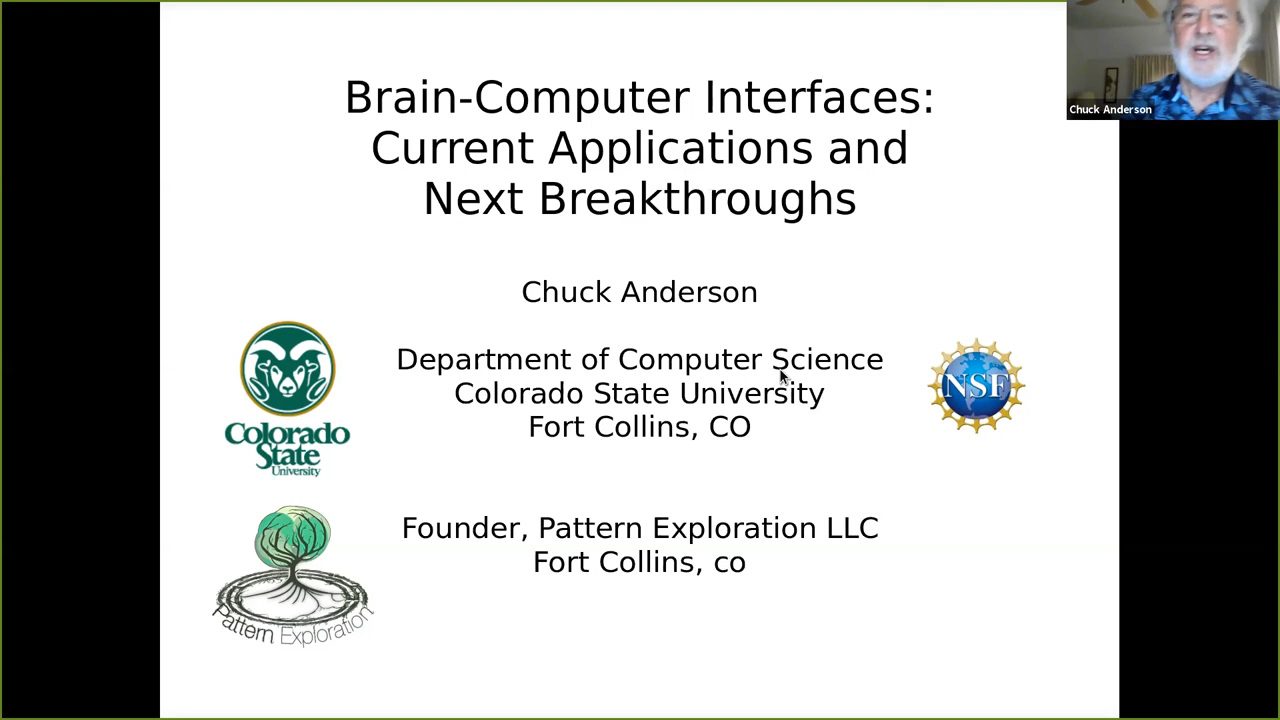 Brain-Computer Interfaces:
Current Applications and
Next Breakthroughs
Chuck Anderson
Chuck Anderson
Department of Computer Science
Colorado State University
Fort Collins, CO
Colorado
State
University
NSF
Founder, Pattern Exploration LLC
Fort Collins, co
Pattern Exploration